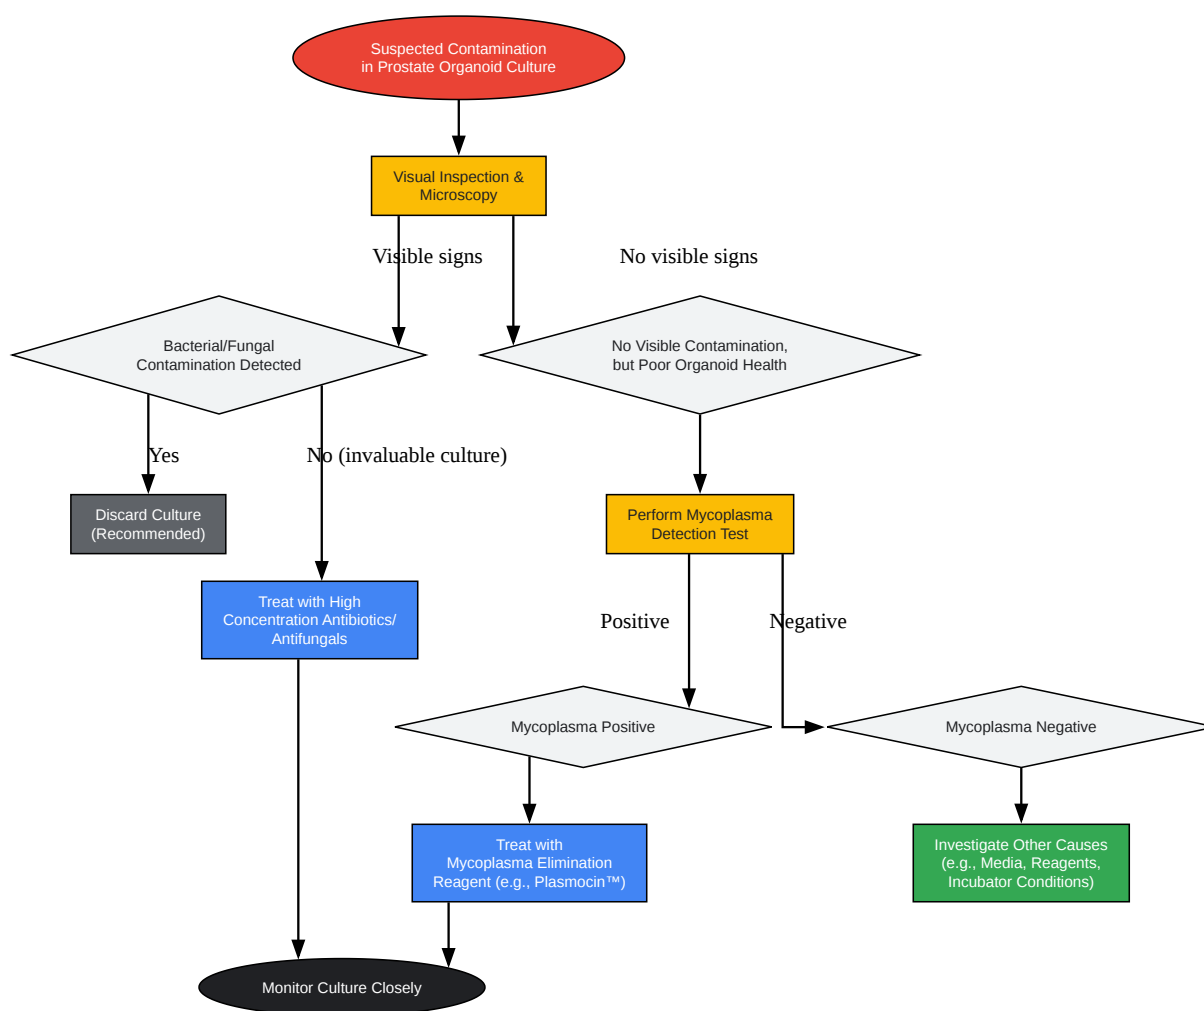 Suspected Contamination
in Prostate Organoid Culture
Visual Inspection &
Microscopy
Visible signs
No visible signs
Bacterial/Fungal
Contamination Detected
No Visible Contamination,
but Poor Organoid Health
Yes
No (invaluable culture)
Discard Culture
(Recommended)
Perform Mycoplasma
Detection Test
Treat with High
Concentration Antibiotics/
Antifungals
Positive
Negative
Mycoplasma Positive
Mycoplasma Negative
Treat with
Mycoplasma Elimination
Reagent (e.g., Plasmocin™)
Investigate Other Causes
(e.g., Media, Reagents,
Incubator Conditions)
Monitor Culture Closely